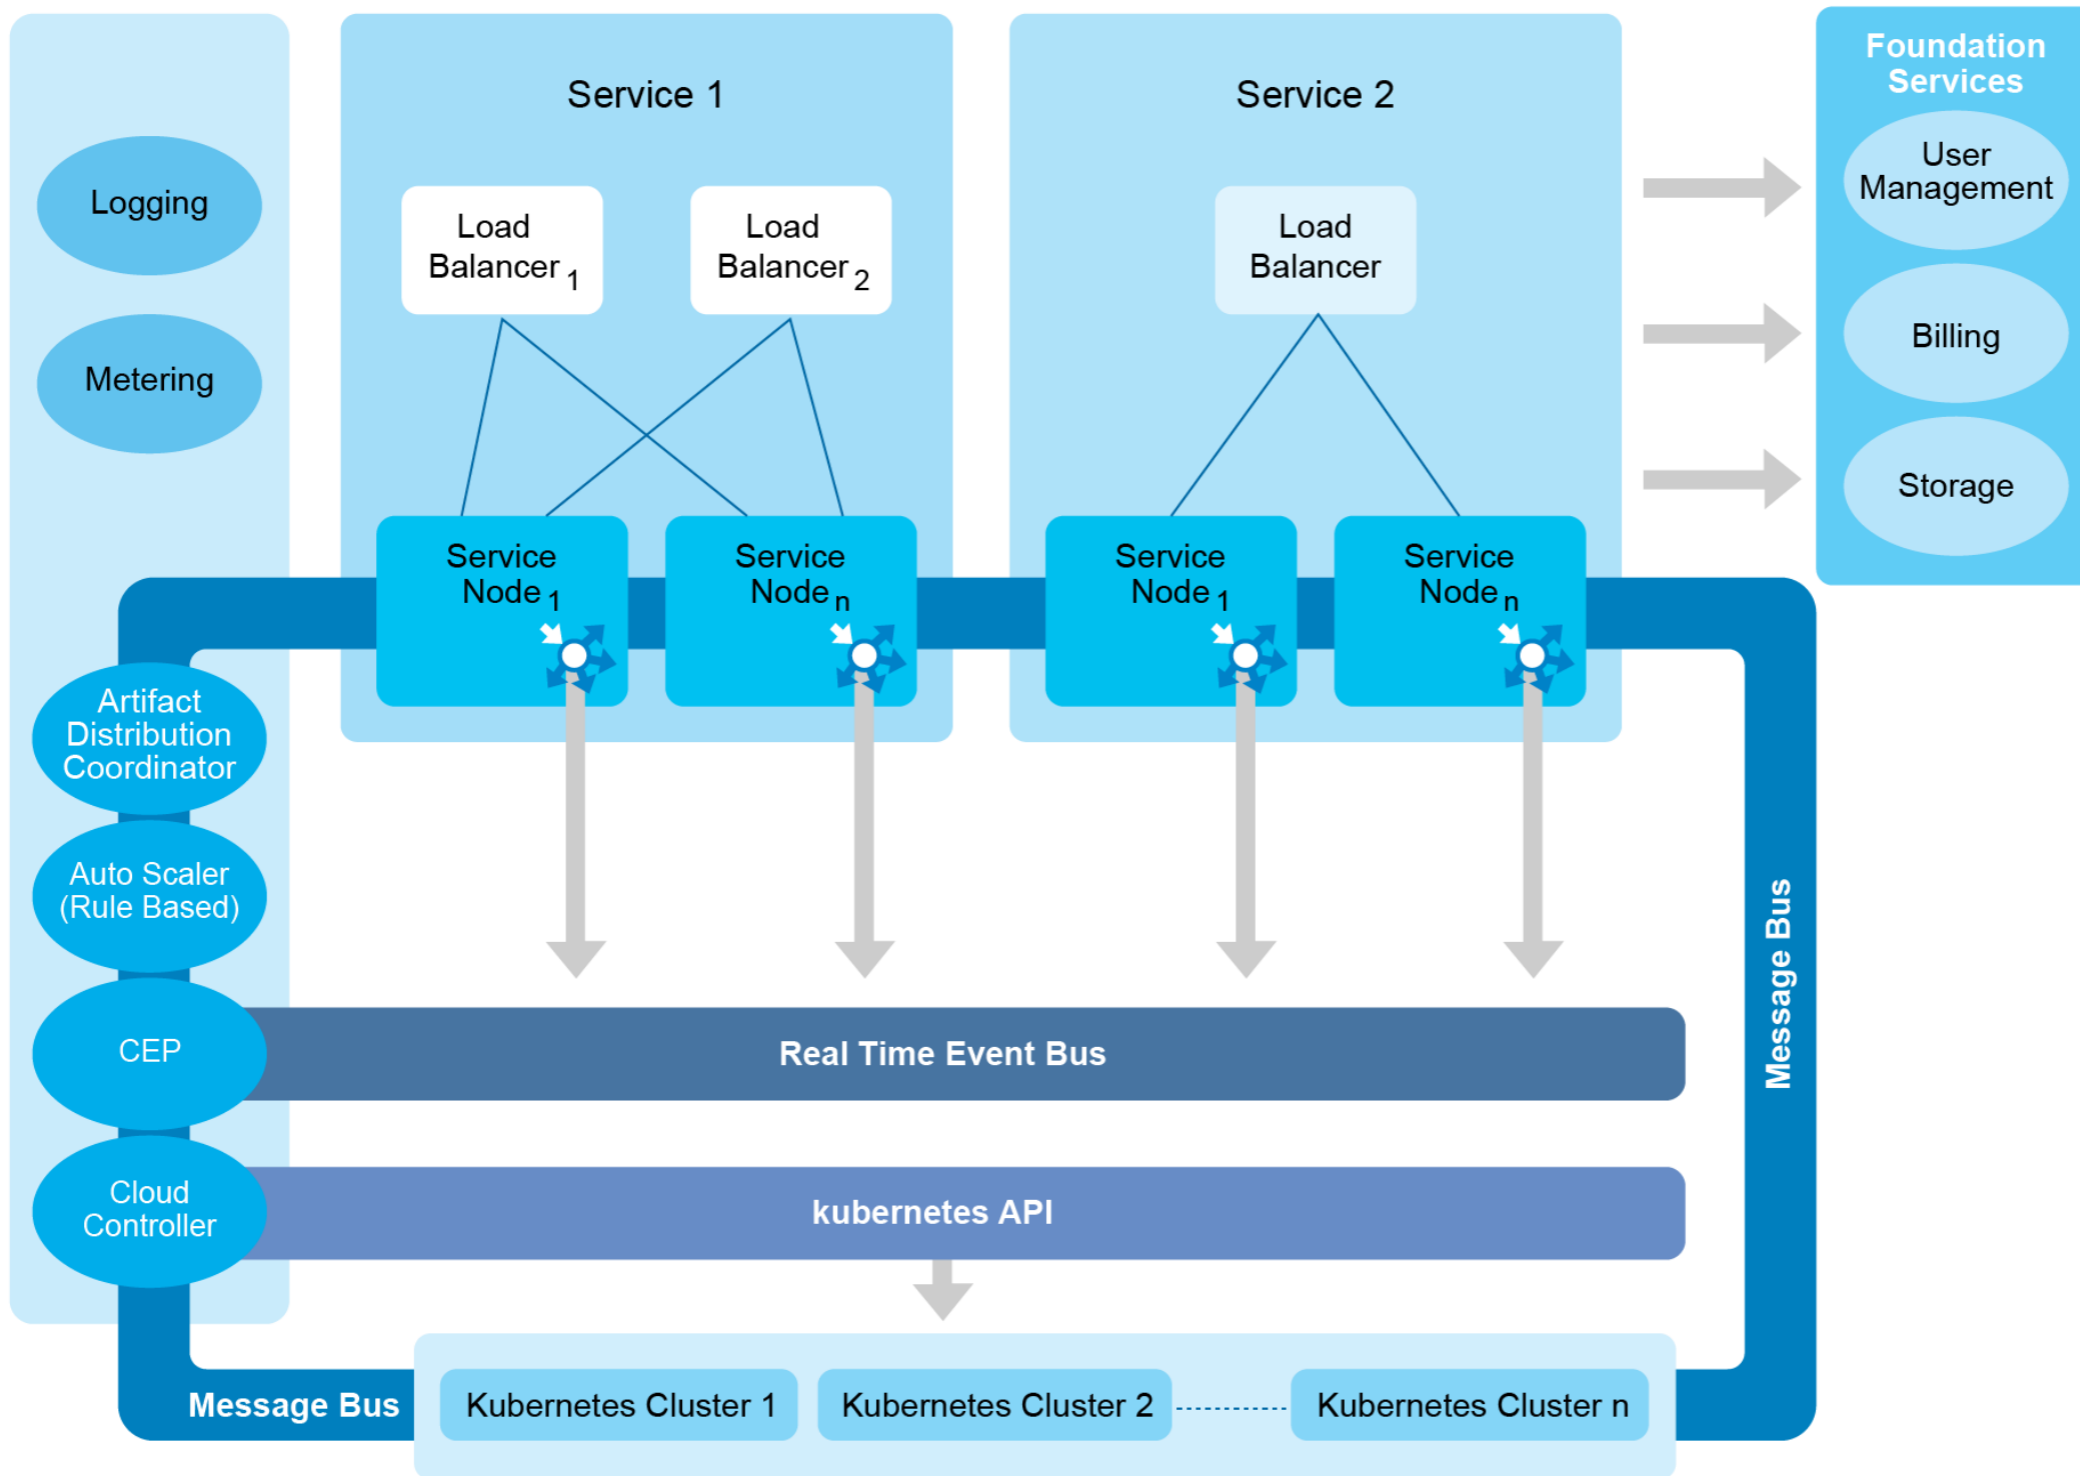 Logging
Metering
Artifact
Distribution
Coordinator
Auto Scaler
(Rule Based)
CEP
Cloud
Controller
Service 1
Load
Balancer 1
Load
Balancer 2
Service
Node 1
Service
Node n
Service 2
Load
Balancer
Service
Node 1
Service
Node n
Foundation
Services
User
Management
Billing
Storage
Real Time Event Bus
kubernetes API
Message Bus
Message Bus
Kubernetes Cluster 1
Kubernetes Cluster 2
Kubernetes Cluster n